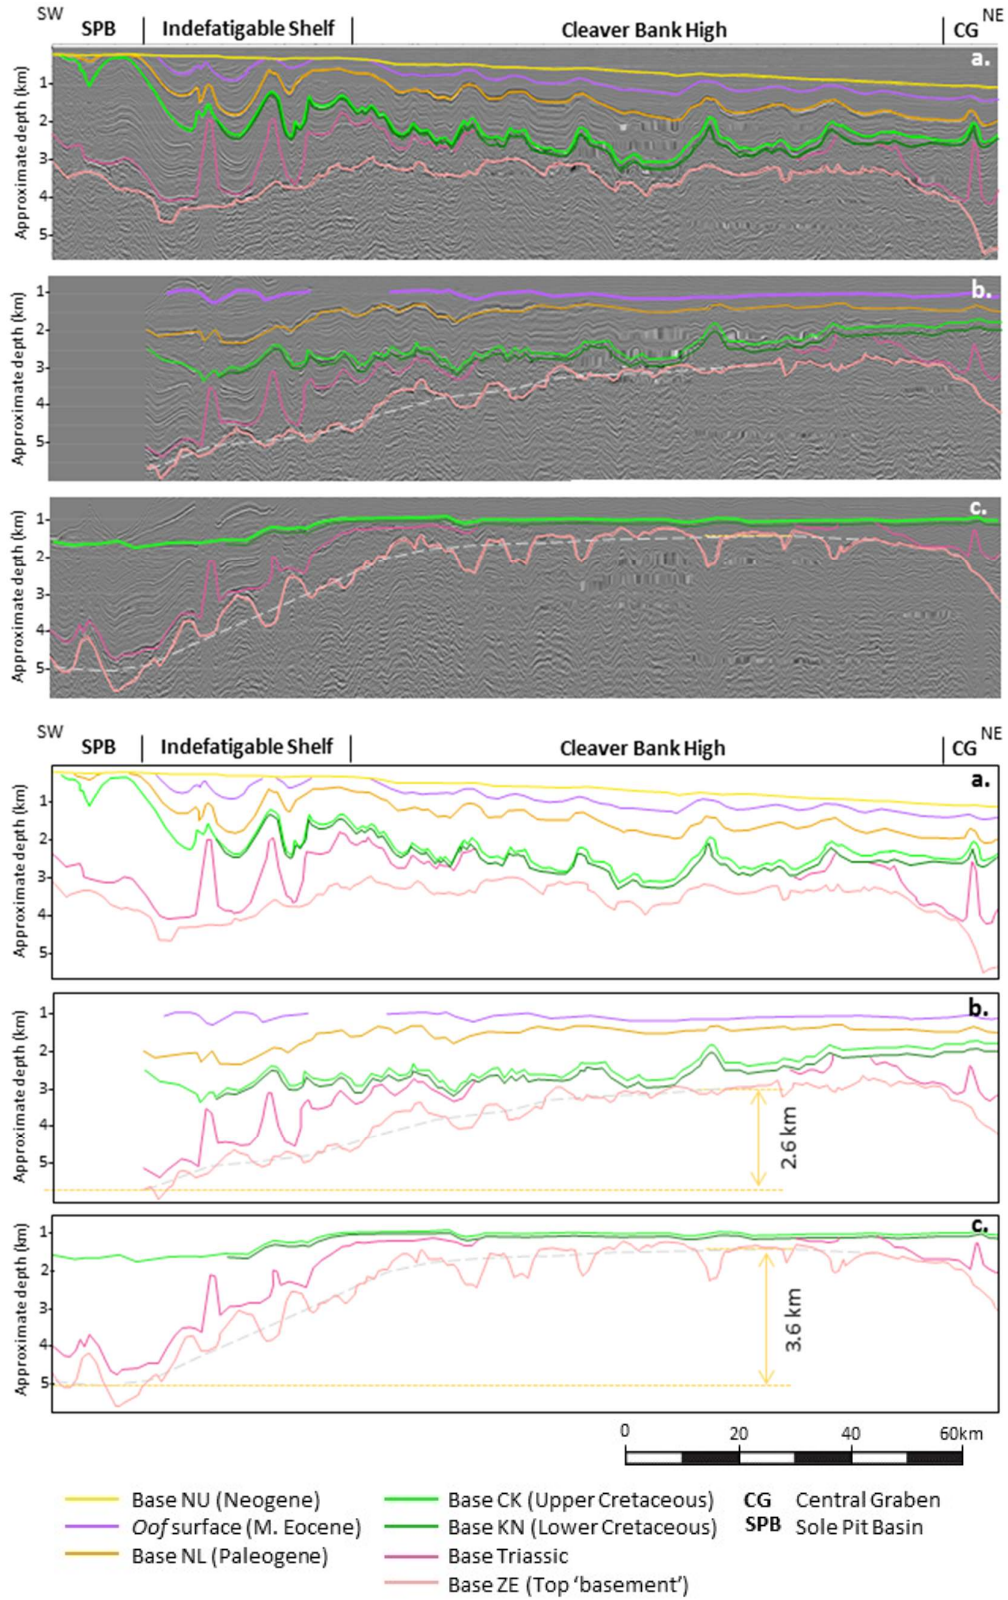 SW NE
SPB Indefatigable Shelf Cleaver Bank High CG
a.
Approximate depth (km)
1
2
3
4
5
b.
Approximate depth (km)
1
2
3
4
5
c.
Approximate depth (km)
1
2
3
4
5
SW NE
SPB Indefatigable Shelf Cleaver Bank High CG
a.
Approximate depth (km)
1
2
3
4
5
b.
Approximate depth (km)
1
2
3
4
5
2.6 km
c.
Approximate depth (km)
1
2
3
4
5
3.6 km
0 20 40 60km
Base NU (Neogene)
Oof surface (M. Eocene)
Base NL (Paleogene)
Base CK (Upper Cretaceous)
Base KN (Lower Cretaceous)
Base Triassic
Base ZE (Top ‘basement’)
CG Central Graben
SPB Sole Pit Basin